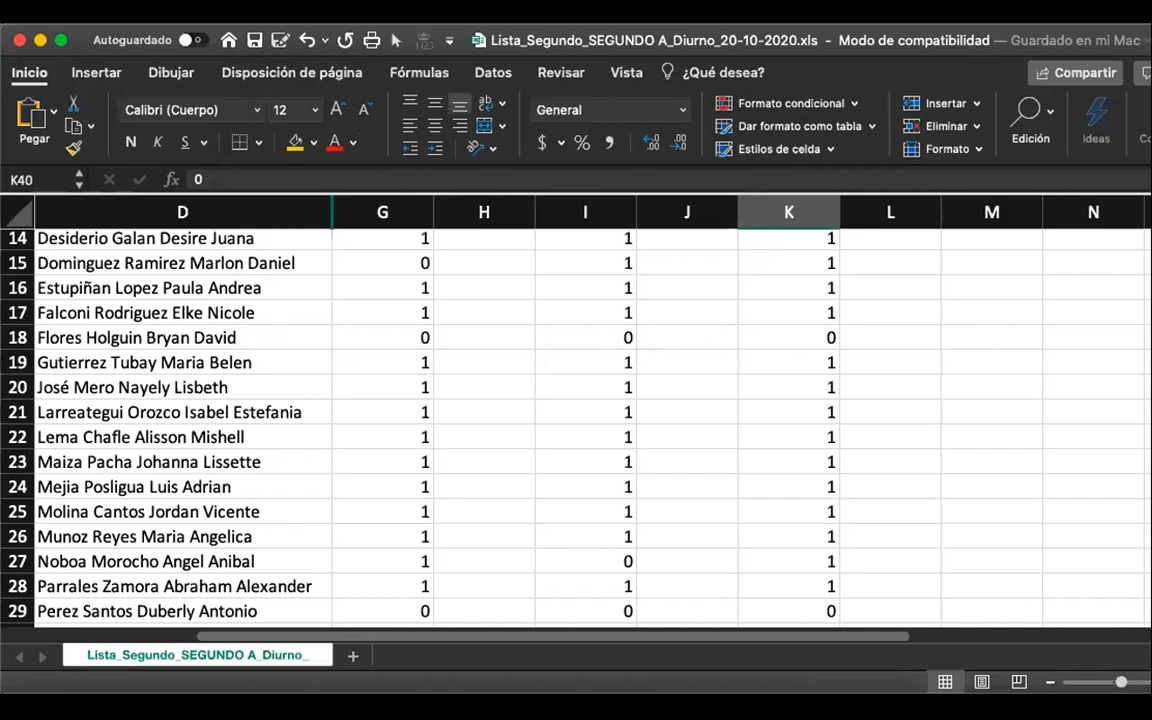 Autoguardado
Lista_Segundo_SEGUNDO A_Diurno_20-10-2020.xls - Modo de compatibilidad — Guardado en mi Mac
Inicio Insertar Dibujar Disposición de página Fórmulas Datos Revisar Vista ¿Qué desea? Compartir
Pegar
Calibri (Cuerpo) 12 A A
N K S A
ab
General
$ % 9
Formato condicional
Dar formato como tabla
Estilos de celda
Insertar
Eliminar
Formato
Edición
Ideas
K40 fx 0
D G H I J K L M N
14 Desiderio Galan Desire Juana 1 1 1
15 Dominguez Ramirez Marlon Daniel 0 1 1
16 Estupiñan Lopez Paula Andrea 1 1 1
17 Falconi Rodriguez Elke Nicole 1 1 1
18 Flores Holguin Bryan David 0 0 0
19 Gutierrez Tubay Maria Belen 1 1 1
20 José Mero Nayely Lisbeth 1 1 1
21 Larreategui Orozco Isabel Estefania 1 1 1
22 Lema Chafle Alisson Mishell 1 1 1
23 Maiza Pacha Johanna Lissette 1 1 1
24 Mejia Posligua Luis Adrian 1 1 1
25 Molina Cantos Jordan Vicente 1 1 1
26 Munoz Reyes Maria Angelica 1 1 1
27 Noboa Morocho Angel Anibal 1 0 1
28 Parrales Zamora Abraham Alexander 1 1 1
29 Perez Santos Duberly Antonio 0 0 0
Lista_Segundo_SEGUNDO A_Diurno_